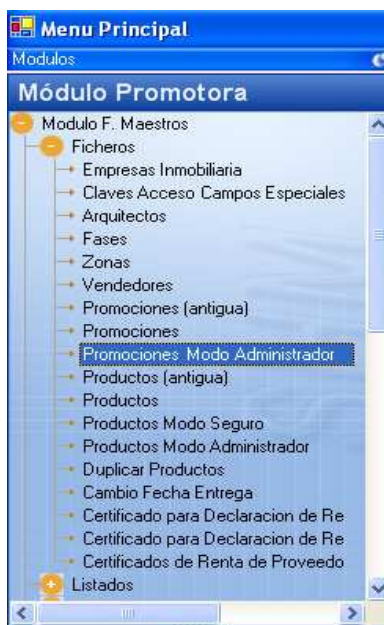 Menu Principal
Modulos
Módulo Promotora
Modulo F. Maestros
Ficheros
Empresas Inmobiliaria
Claves Acceso Campos Especiales
Arquitectos
Fases
Zonas
Vendedores
Promociones (antigua)
Promociones
Promociones Modo Administrador
Productos (antigua)
Productos
Productos Modo Seguro
Productos Modo Administrador
Duplicar Productos
Cambio Fecha Entrega
Certificado para Declaracion de Re
Certificado para Declaracion de Re
Certificados de Renta de Proveedo
Listados